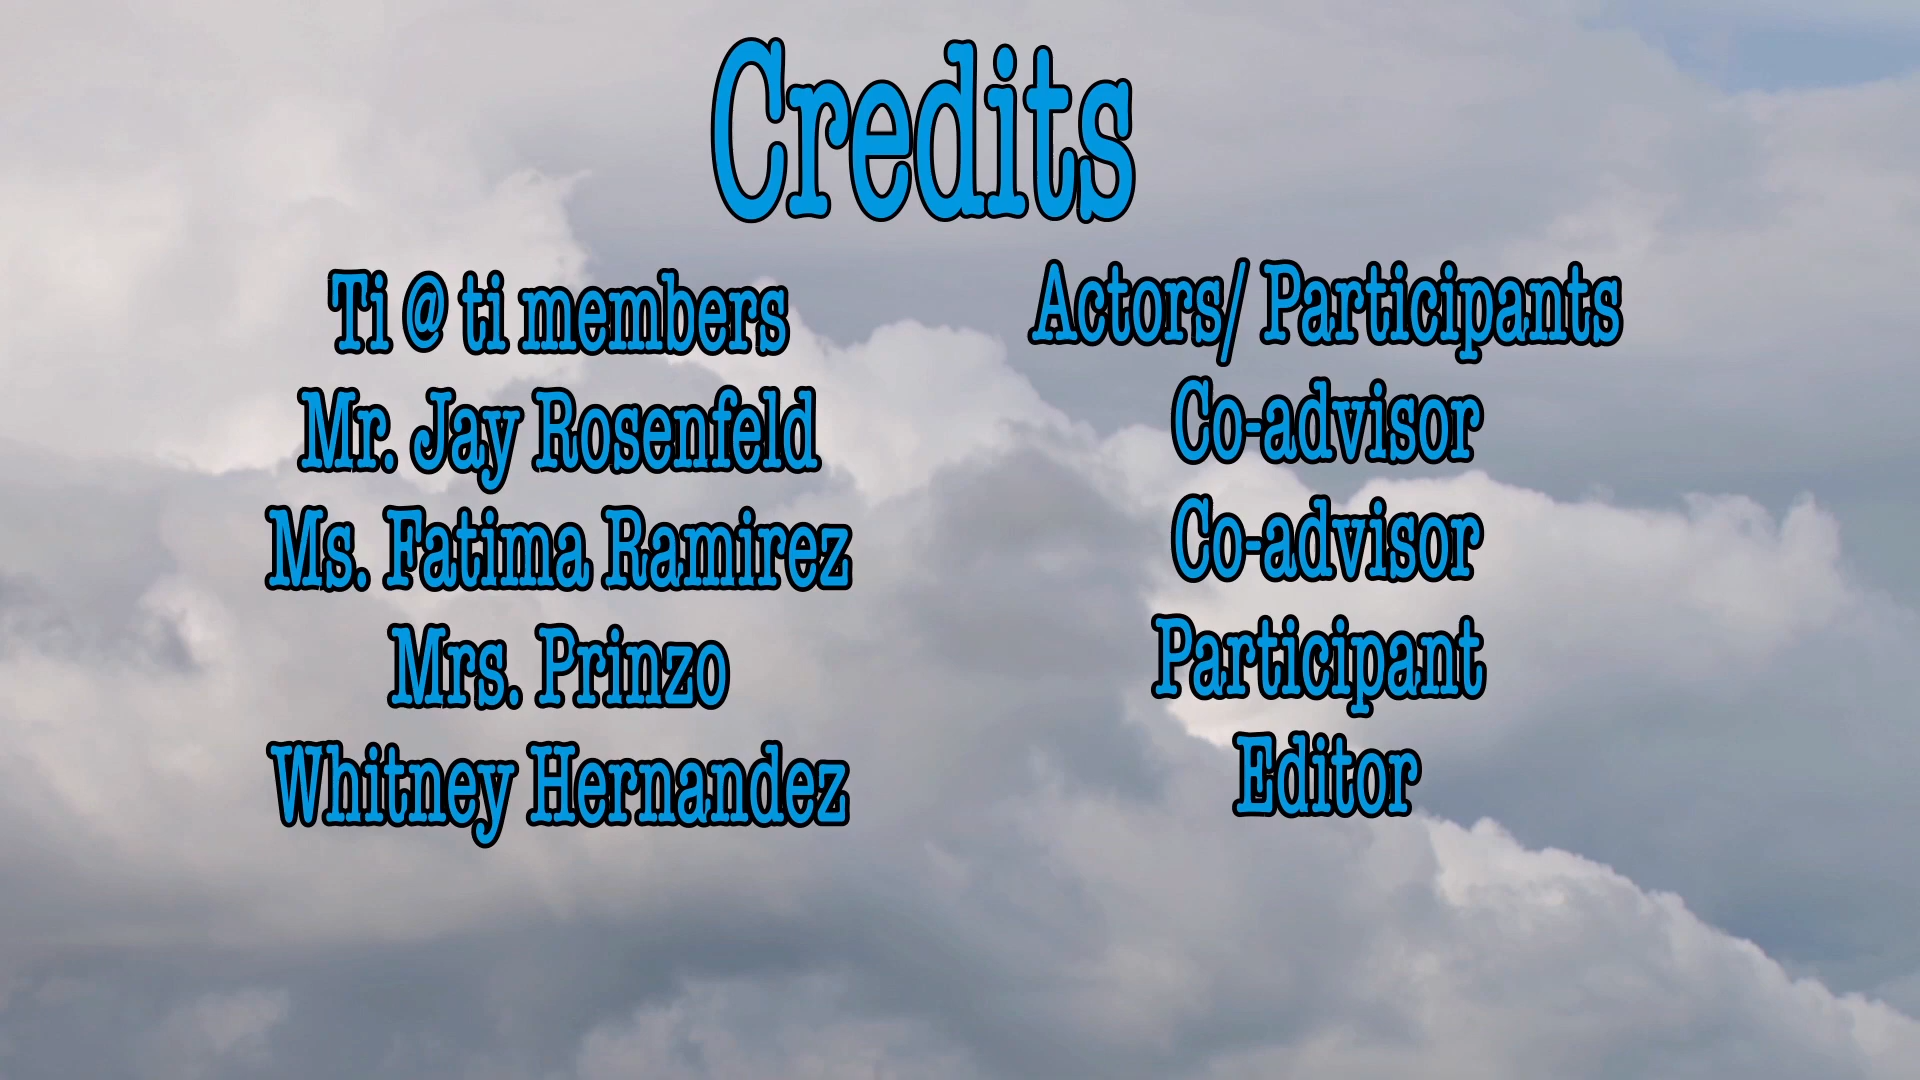 Credits
Ti @ ti members Actors/ Participants
Mr. Jay Rosenfeld Co-advisor
Ms. Fatima Ramirez Co-advisor
Mrs. Prinzo Participant
Whitney Hernandez Editor